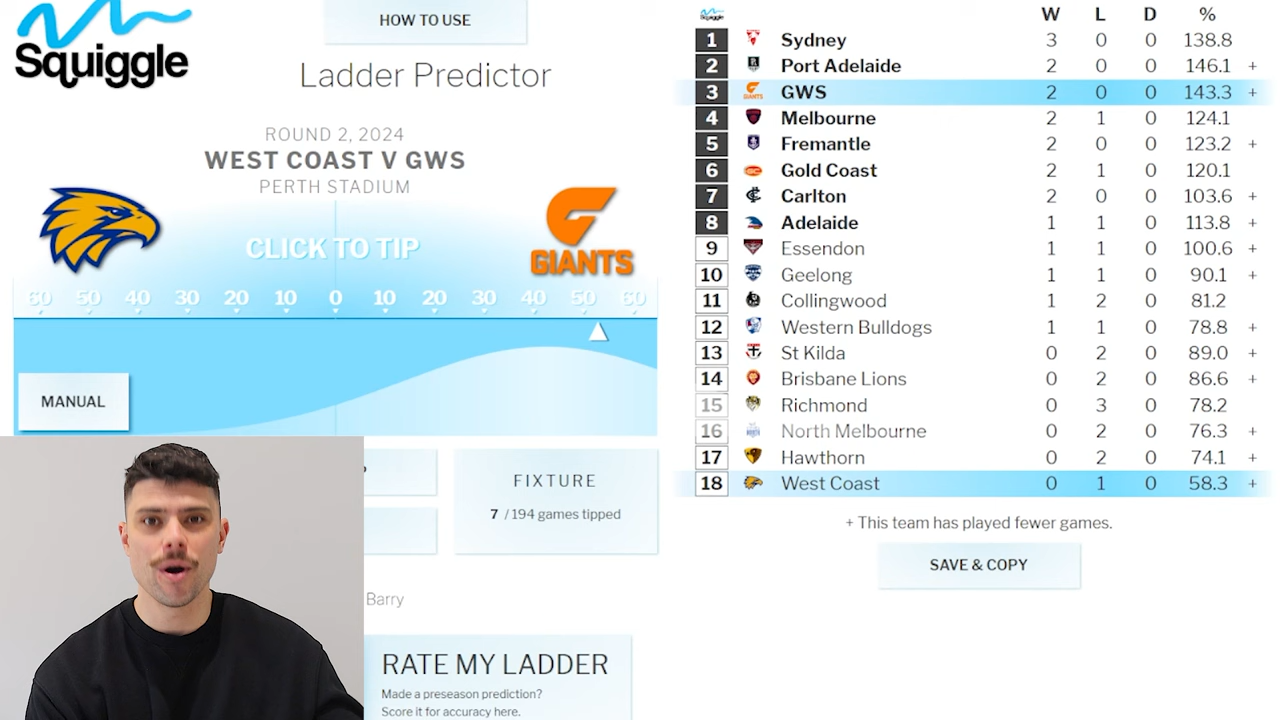 Squiggle
HOW TO USE
Ladder Predictor
ROUND 2, 2024
WEST COAST V GWS
PERTH STADIUM
CLICK TO TIP
GIANTS
60 50 40 30 20 10 0 10 20 30 40 50 60
MANUAL
FIXTURE
7 / 194 games tipped
Barry
RATE MY LADDER
Made a preseason prediction?
Score it for accuracy here.
W L D %
1 Sydney 3 0 0 138.8
2 Port Adelaide 2 0 0 146.1 +
3 GIANTS GWS 2 0 0 143.3 +
4 Melbourne 2 1 0 124.1
5 Fremantle 2 0 0 123.2 +
6 Gold Coast 2 1 0 120.1
7 Carlton 2 0 0 103.6 +
8 Adelaide 1 1 0 113.8 +
9 Essendon 1 1 0 100.6 +
10 Geelong 1 1 0 90.1 +
11 Collingwood 1 2 0 81.2
12 Western Bulldogs 1 1 0 78.8 +
13 St Kilda 0 2 0 89.0 +
14 Brisbane Lions 0 2 0 86.6 +
15 Richmond 0 3 0 78.2
16 North Melbourne 0 2 0 76.3 +
17 Hawthorn 0 2 0 74.1 +
18 West Coast 0 1 0 58.3 +
+ This team has played fewer games.
SAVE & COPY